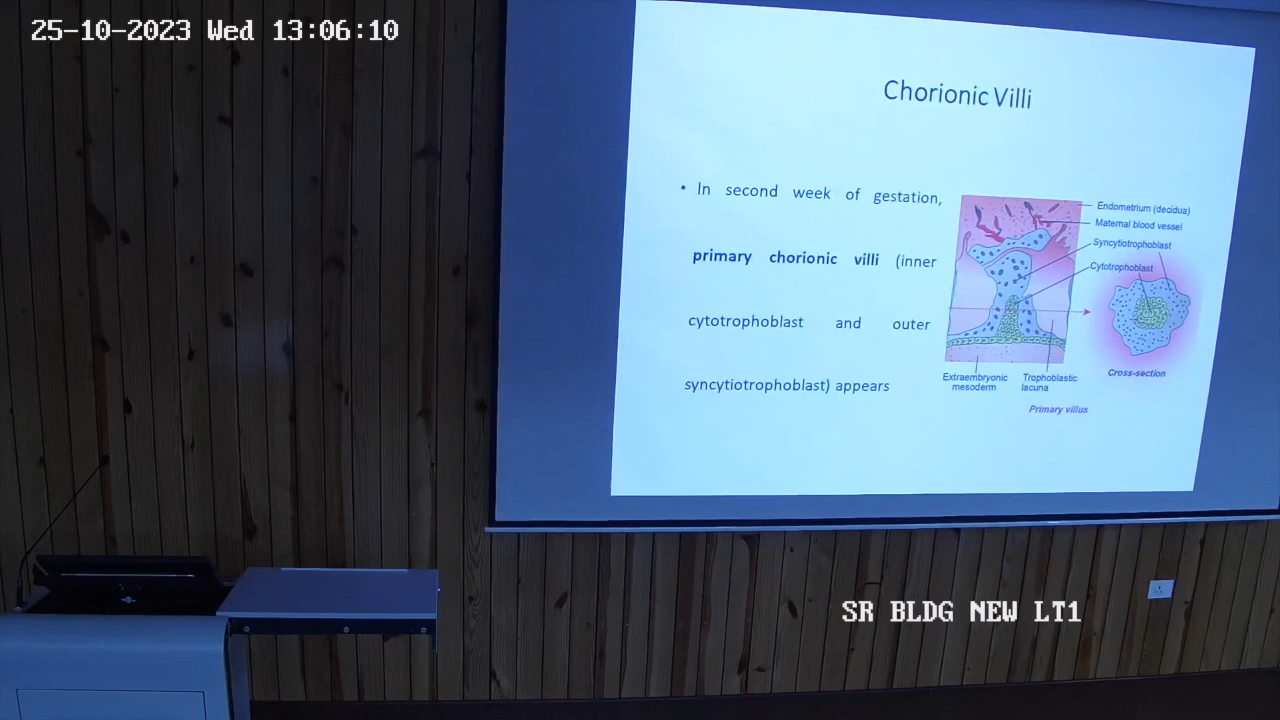 25-10-2023 Wed 13:06:10
Chorionic Villi
• In second week of gestation,
primary chorionic villi (inner
cytotrophoblast and outer
syncytiotrophoblast) appears
Endometrium (decidua)
Maternal blood vessel
Syncytiotrophoblast
Cytotrophoblast
Cross-section
Extraembryonic
mesoderm
Trophoblastic
lacuna
Primary villus
SR BLDG NEW LT1